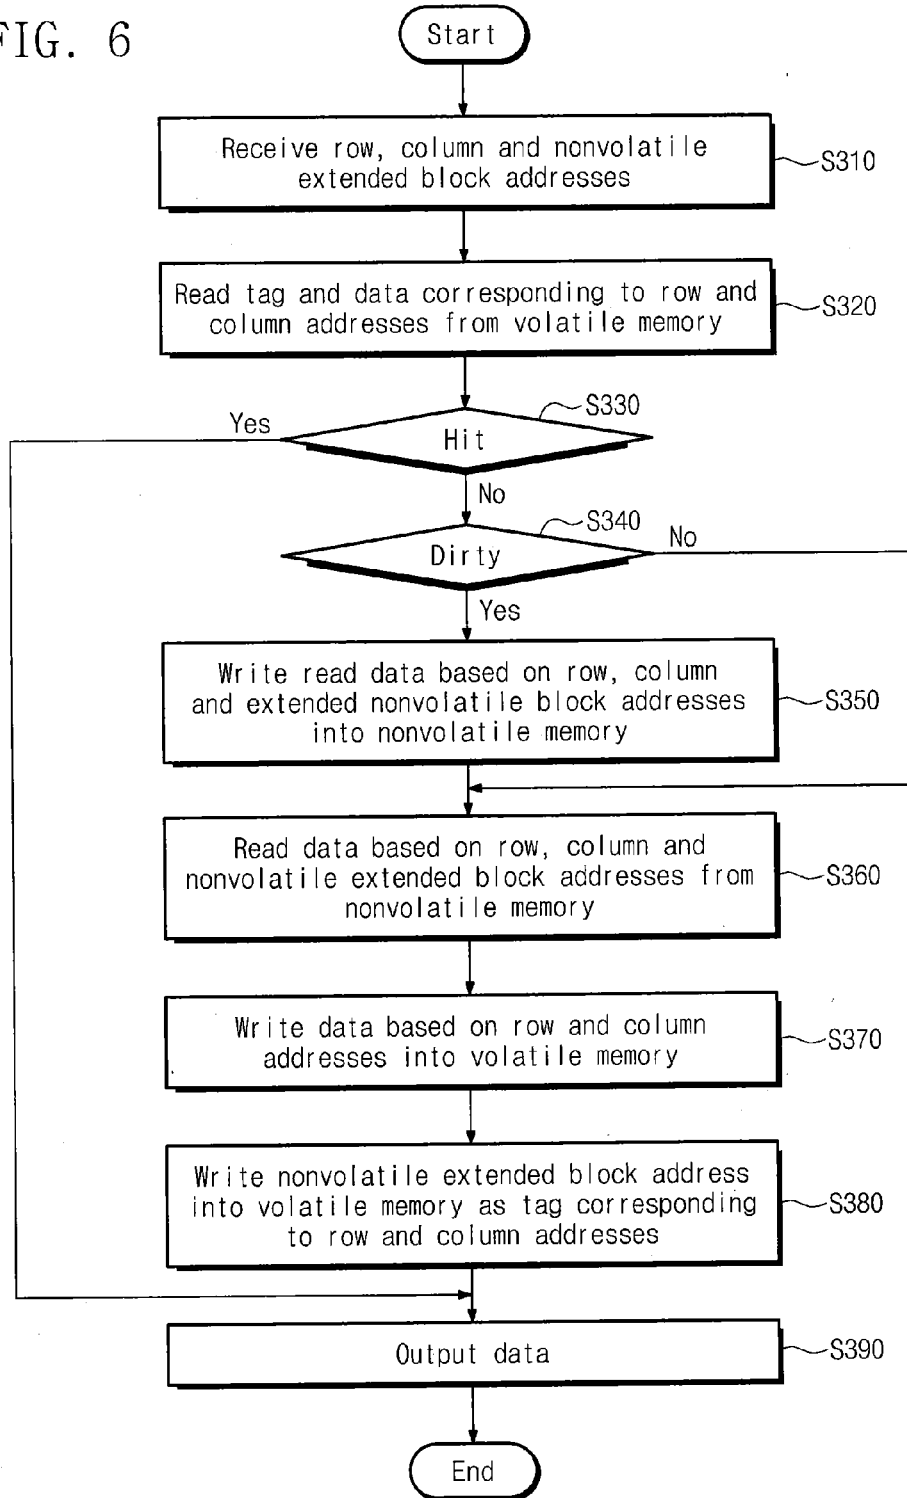 FIG. 6
Start
Receive row, column and nonvolatile
extended block addresses
S310
Read tag and data corresponding to row and
column addresses from volatile memory
S320
S330
Yes
Hit
No
S340
No
Dirty
Yes
Write read data based on row, column
and extended nonvolatile block addresses
into nonvolatile memory
S350
Read data based on row, column and
nonvolatile extended block addresses from
nonvolatile memory
S360
Write data based on row and column
addresses into volatile memory
S370
Write nonvolatile extended block address
into volatile memory as tag corresponding
to row and column addresses
S380
Output data
S390
End